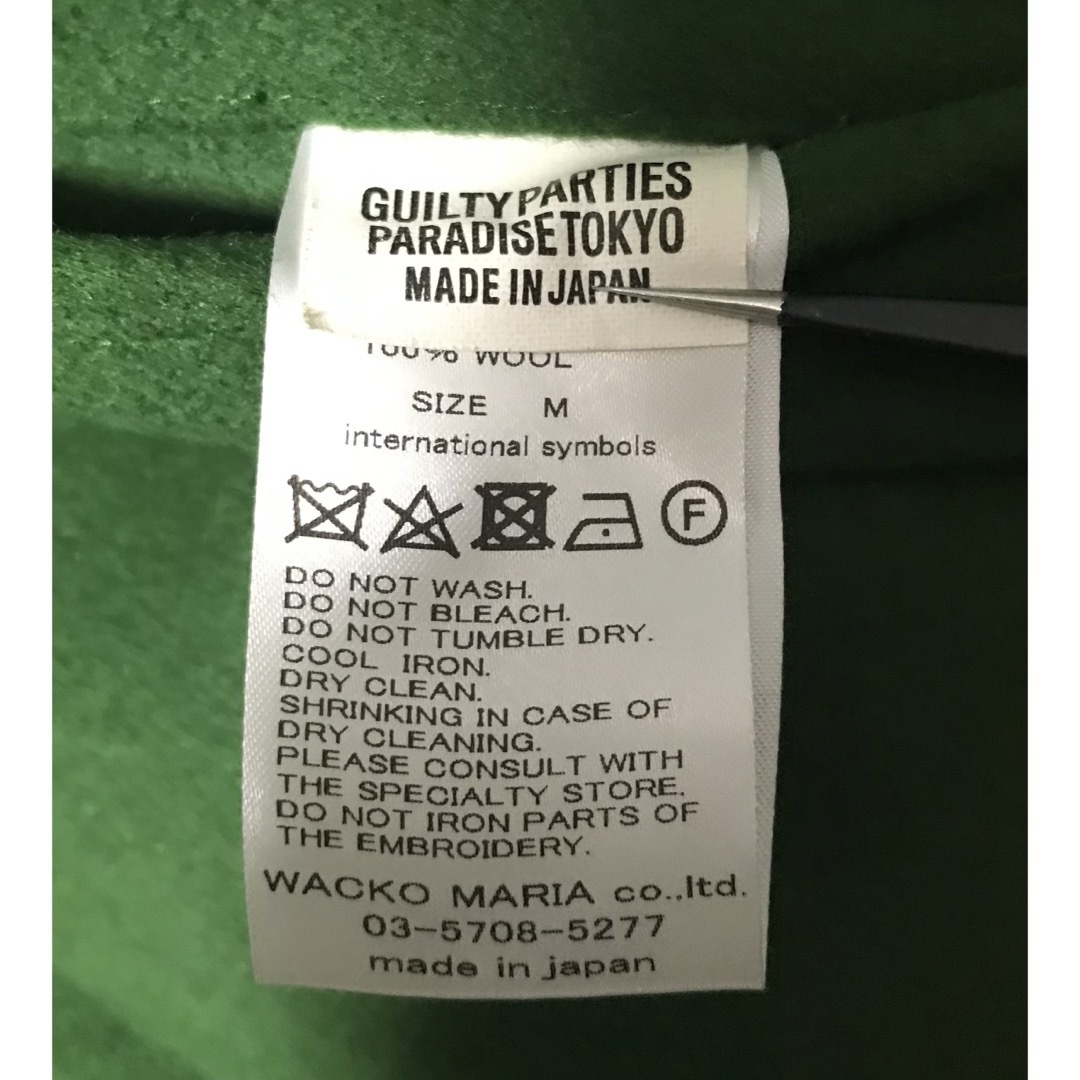 GUILTY PARTIES
PARADISE TOKYO
MADE IN JAPAN
100% WOOL
SIZE M
international symbols
F
DO NOT WASH.
DO NOT BLEACH.
DO NOT TUMBLE DRY.
COOL IRON.
DRY CLEAN.
SHRINKING IN CASE OF
DRY CLEANING.
PLEASE CONSULT WITH
THE SPECIALTY STORE.
DO NOT IRON PARTS OF
THE EMBROIDERY.
WACKO MARIA co.,ltd.
03-5708-5277
made in japan